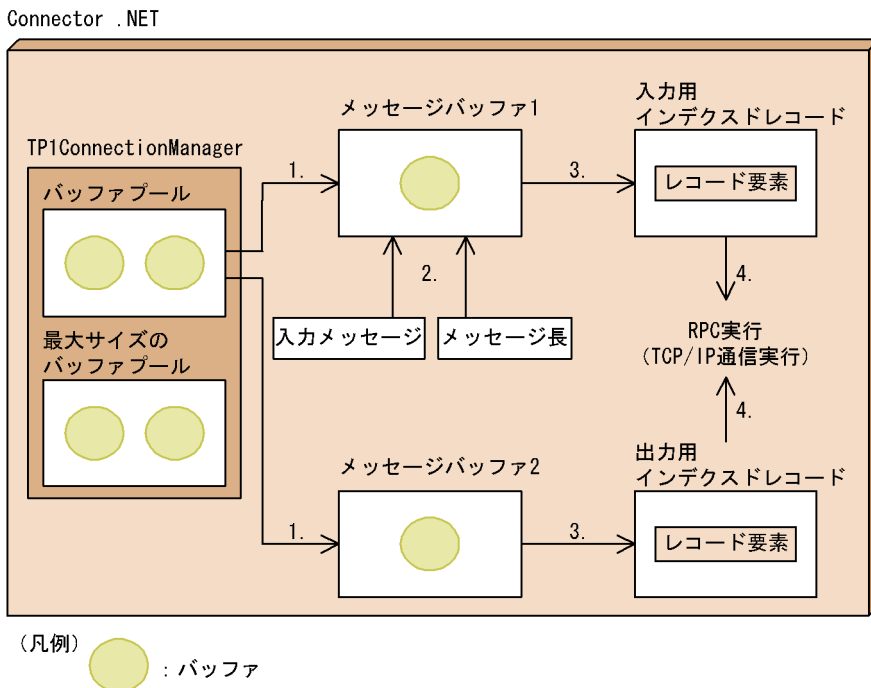 Connector .NET
TP1ConnectionManager
バッファプール
最大サイズの
バッファプール
1.
メッセージバッファ1
2.
入力メッセージ
メッセージ長
3.
入力用
インデクスドレコード
レコード要素
4.
RPC実行
(TCP/IP通信実行)
4.
1.
メッセージバッファ2
3.
出力用
インデクスドレコード
レコード要素
(凡例)
:バッファ